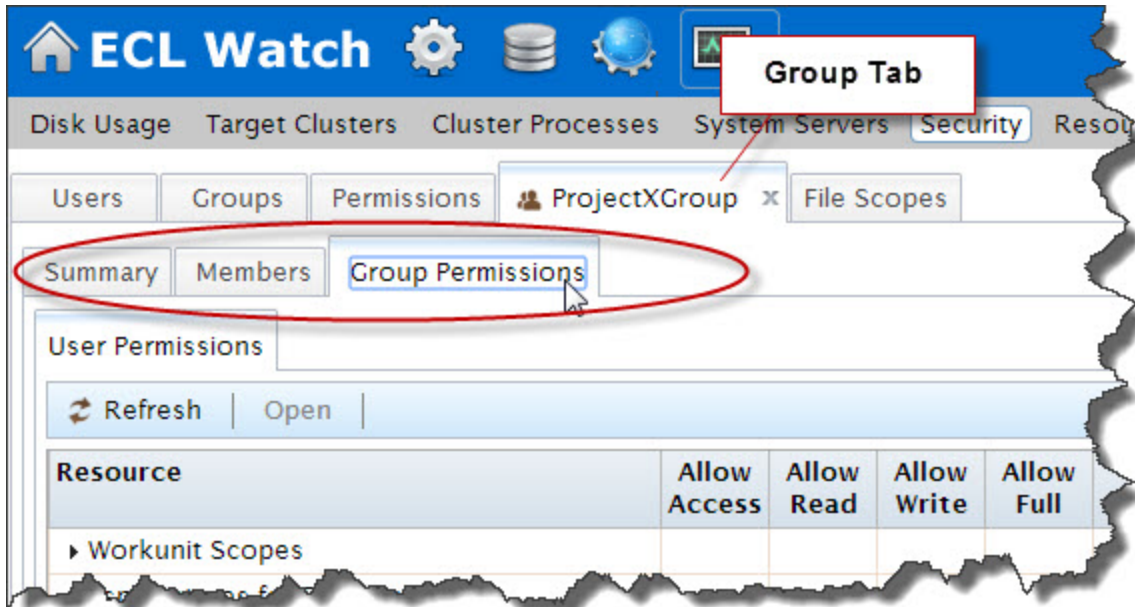 ECL Watch
Group Tab
Disk Usage Target Clusters Cluster Processes System Servers Security
Users Groups Permissions ProjectXGroup x File Scopes
Summary Members Group Permissions
User Permissions
Refresh Open
Resource Allow Access Allow Read Allow Write Allow Full
Workunit Scopes